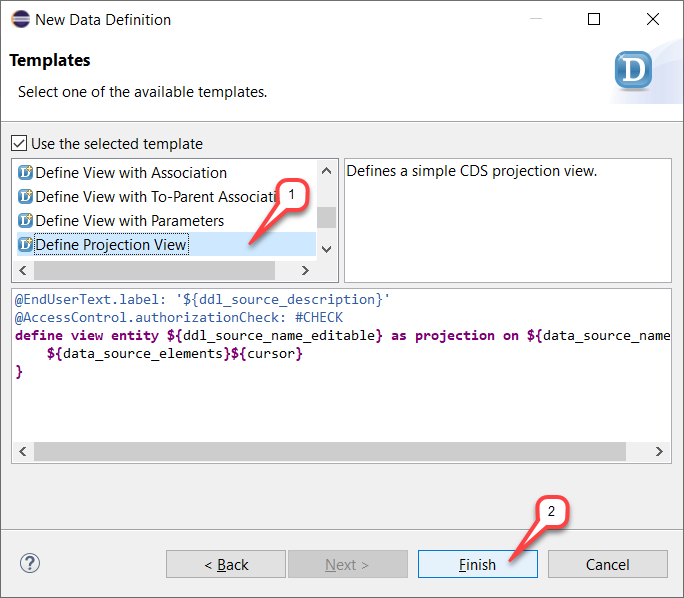 New Data Definition
Templates
Select one of the available templates.
D
Use the selected template
Define View with Association
Define View with To-Parent Associati
Define View with Parameters
Define Projection View
1
Defines a simple CDS projection view.
@EndUserText.label: '${ddl_source_description}'
@AccessControl.authorizationCheck: #CHECK
define view entity ${ddl_source_name_editable} as projection on ${data_source_name
${data_source_elements}${cursor}
}
2
?
< Back
Next >
Finish
Cancel